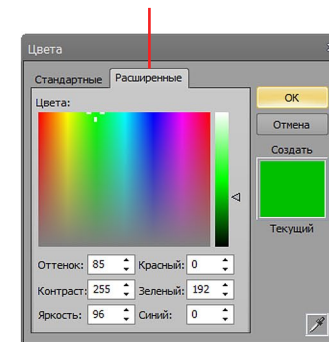 Цвета
Стандартные Расширенные
Цвета:
ОК
Отмена
Создать
Текущий
Оттенок: 85 Красный: 0
Контраст: 255 Зеленый: 192
Яркость: 96 Синий: 0